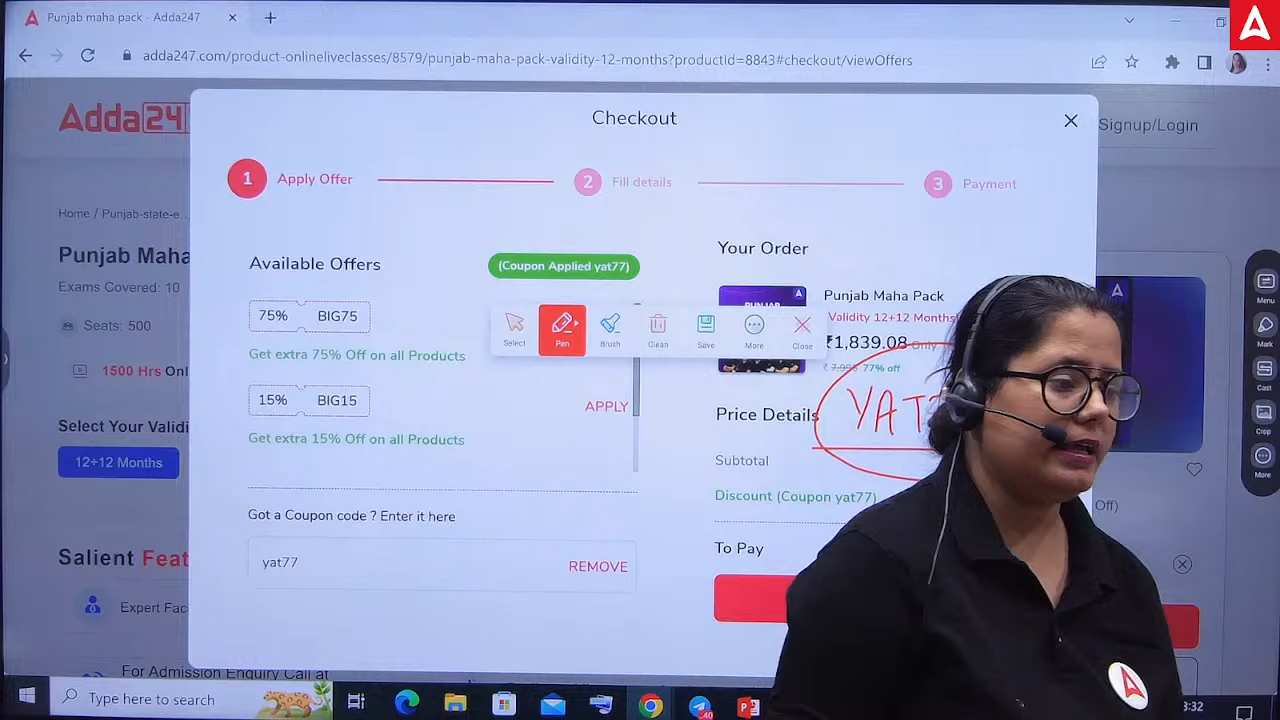 Punjab maha pack - Adda247
adda247.com/product-onlineliveclasses/8579/punjab-maha-pack-validity-12-months?productId=8843#checkout/viewOffers
Adda24
Checkout
Signup/Login
1 Apply Offer
2 Fill details
3 Payment
Home / Punjab-state-e...
Punjab Maha
Exams Covered: 10
Seats: 500
1500 Hrs Onl
Select Your Validi
12+12 Months
Salient Feat
Expert Fac
For Admission Enquiry Call at
Available Offers
(Coupon Applied yat77)
75% BIG75
Get extra 75% Off on all Products
15% BIG15
APPLY
Get extra 15% Off on all Products
Got a Coupon code ? Enter it here
yat77
REMOVE
Select
Pen
Brush
Clean
Save
More
Close
Your Order
PUNJAB
Punjab Maha Pack
Validity 12+12 Months
₹1,839.08 Only
77% off
YAT
Price Details
Subtotal
Discount (Coupon yat77)
To Pay
Off)
Menu
Mark
Cast
Crop
More
Type here to search
40
3:32